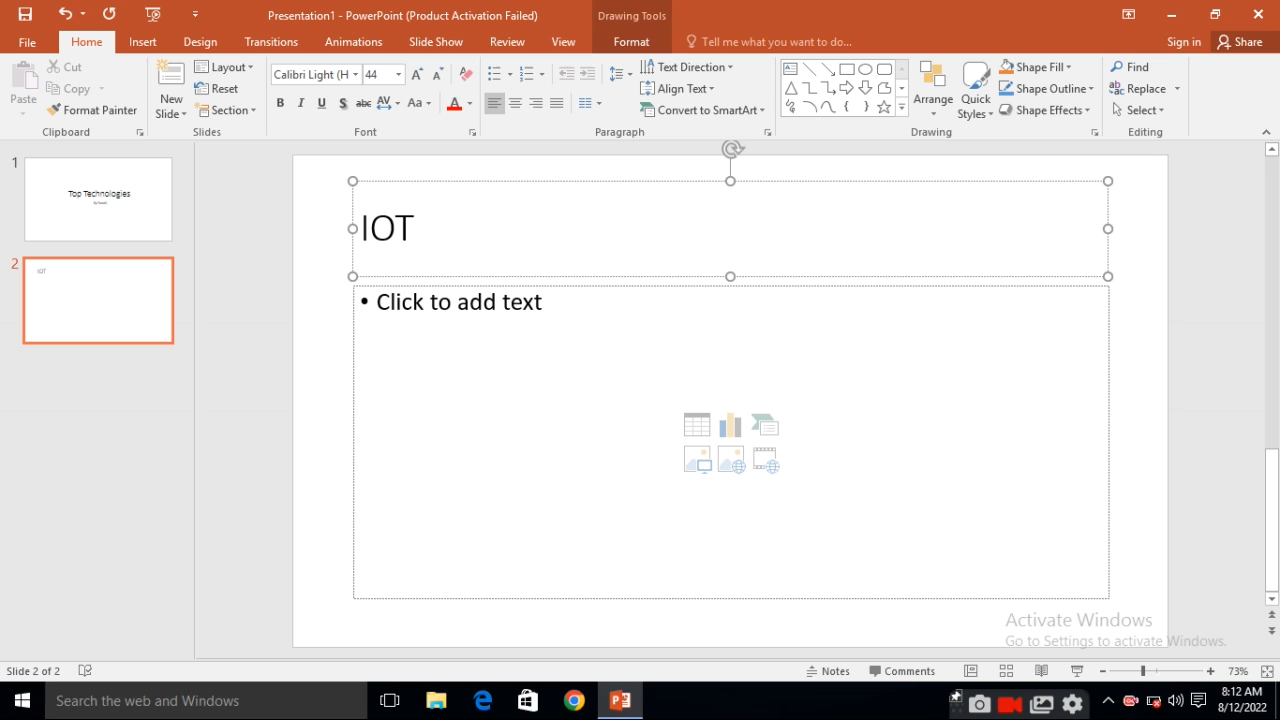 Presentation1 - PowerPoint (Product Activation Failed)
Drawing Tools
File
Home
Insert
Design
Transitions
Animations
Slide Show
Review
View
Format
Tell me what you want to do...
Sign in
Share
Paste
Cut
Copy
Format Painter
Clipboard
New
Slide
Layout
Reset
Section
Slides
Calibri Light (H
44
B I U S abc AV Aa A
Font
Text Direction
Align Text
Convert to SmartArt
Paragraph
Arrange
Quick
Styles
Shape Fill
Shape Outline
Shape Effects
Drawing
Find
Replace
Select
Editing
1
Top Technologies
2
IOT
IOT
• Click to add text
Activate Windows
Go to Settings to activate Windows.
Slide 2 of 2
Notes
Comments
73%
Search the web and Windows
8:12 AM
8/12/2022